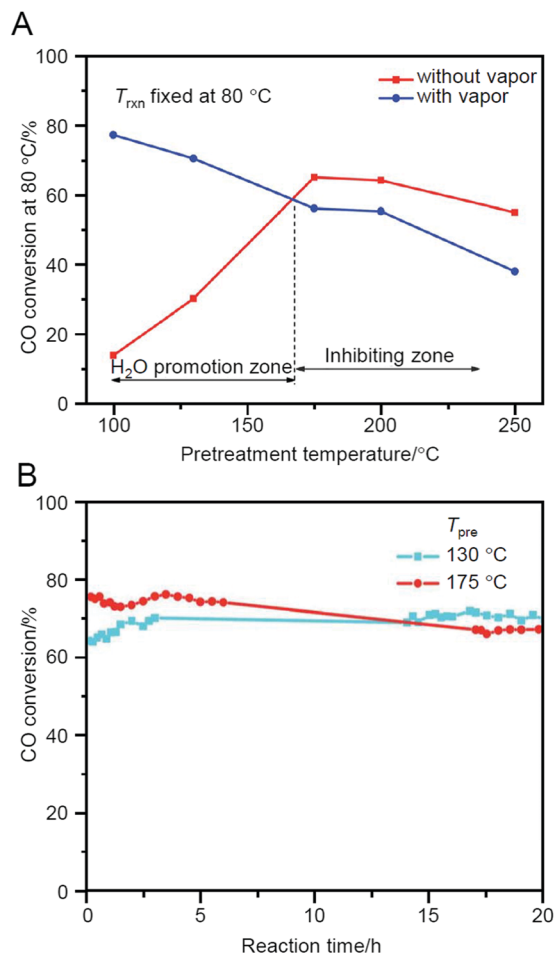 A
CO conversion at 80 °C/%
100
80
60
40
20
0
T_rxn fixed at 80 °C
without vapor
with vapor
H₂O promotion zone
Inhibiting zone
100
150
200
250
Pretreatment temperature/°C
B
CO conversion/%
100
80
60
40
20
0
T_pre
130 °C
175 °C
0
5
10
15
20
Reaction time/h